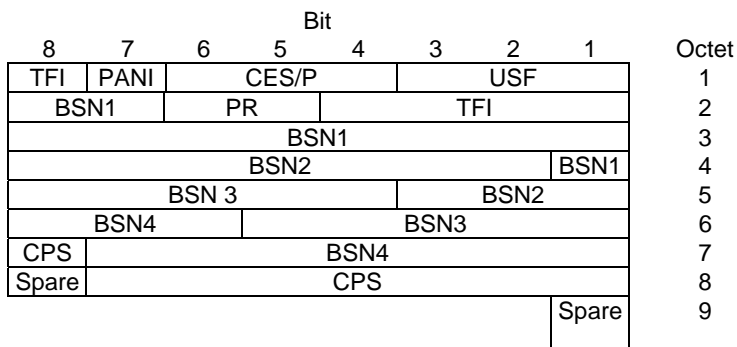 Bit
8 7 6 5 4 3 2 1 Octet
TFI PANI CES/P USF 1
BSN1 PR TFI 2
BSN1 3
BSN2 BSN1 4
BSN 3 BSN2 5
BSN4 BSN3 6
CPS BSN4 7
Spare CPS 8
Spare 9